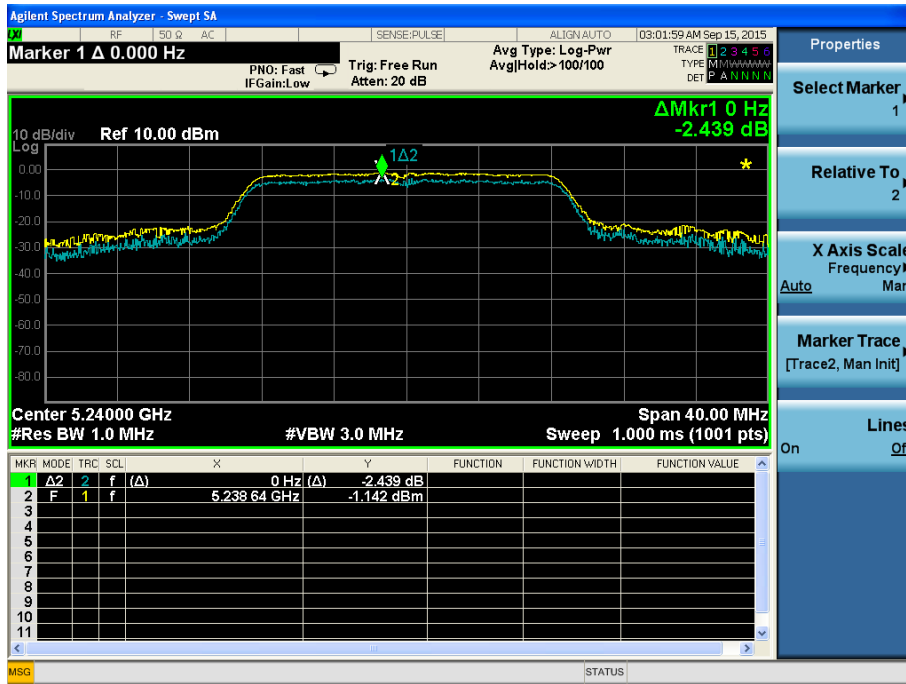 Agilent Spectrum Analyzer - Swept SA
LXI RF 50 Ω AC SENSE:PULSE ALIGN AUTO 03:01:59 AM Sep 15, 2015
Marker 1 Δ 0.000 Hz
PNO: Fast
IFGain:Low
Trig: Free Run
Atten: 20 dB
Avg Type: Log-Pwr
Avg|Hold:>100/100
TRACE 1 2 3 4 5 6
TYPE M M W W W W
DET P A N N N N
ΔMkr1 0 Hz
-2.439 dB
10 dB/div Ref 10.00 dBm
Log
1Δ2
0.00
2
-10.0
-20.0
-30.0
-40.0
-50.0
-60.0
-70.0
-80.0
Center 5.24000 GHz Span 40.00 MHz
#Res BW 1.0 MHz #VBW 3.0 MHz Sweep 1.000 ms (1001 pts)
MKR MODE TRC SCL X Y FUNCTION FUNCTION WIDTH FUNCTION VALUE
1 Δ2 2 f (Δ) 0 Hz (Δ) -2.439 dB
2 F 1 f 5.238 64 GHz -1.142 dBm
3
4
5
6
7
8
9
10
11
MSG STATUS
Properties
Select Marker
1
Relative To
2
X Axis Scale
Frequency
Auto Man
Marker Trace
[Trace2, Man Init]
Lines
On Of